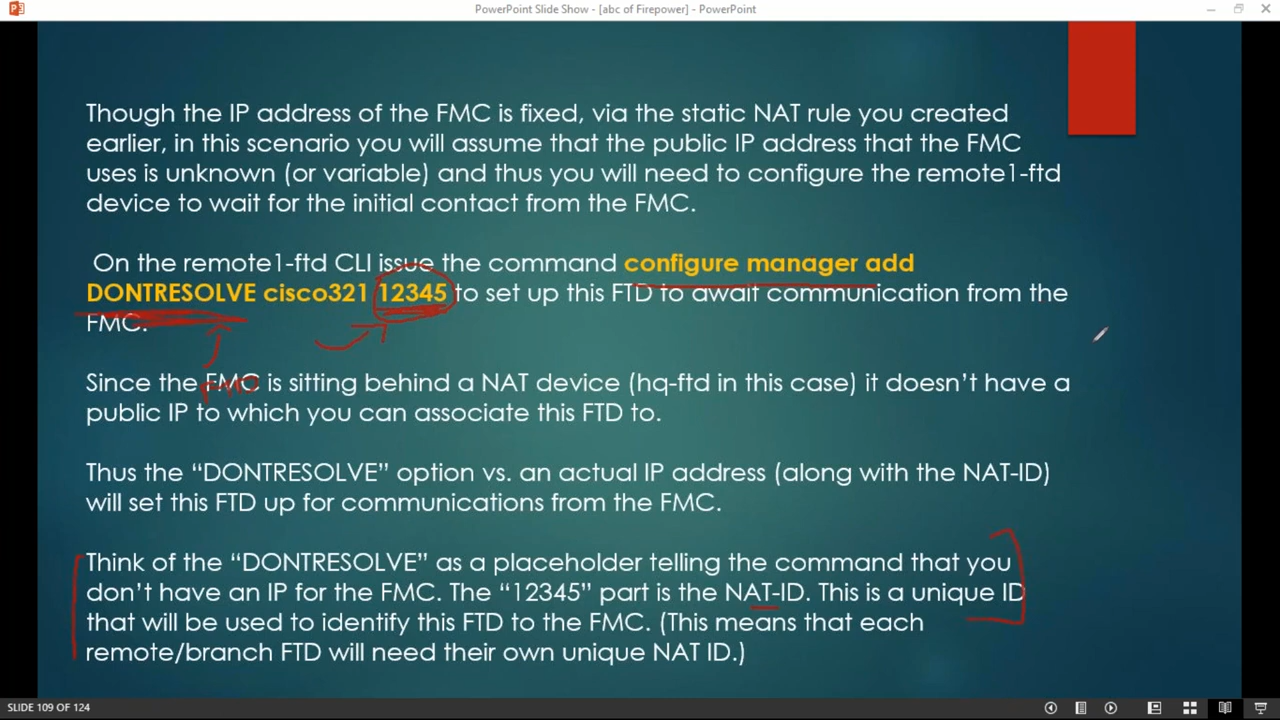 PowerPoint Slide Show - [abc of Firepower] - PowerPoint
Though the IP address of the FMC is fixed, via the static NAT rule you created
earlier, in this scenario you will assume that the public IP address that the FMC
uses is unknown (or variable) and thus you will need to configure the remote1-ftd
device to wait for the initial contact from the FMC.
On the remote1-ftd CLI issue the command configure manager add
DONTRESOLVE cisco321 12345 to set up this FTD to await communication from the
FMC.
Since the FMC is sitting behind a NAT device (hq-ftd in this case) it doesn’t have a
public IP to which you can associate this FTD to.
Thus the “DONTRESOLVE” option vs. an actual IP address (along with the NAT-ID)
will set this FTD up for communications from the FMC.
Think of the “DONTRESOLVE” as a placeholder telling the command that you
don’t have an IP for the FMC. The “12345” part is the NAT-ID. This is a unique ID
that will be used to identify this FTD to the FMC. (This means that each
remote/branch FTD will need their own unique NAT ID.)
SLIDE 109 OF 124